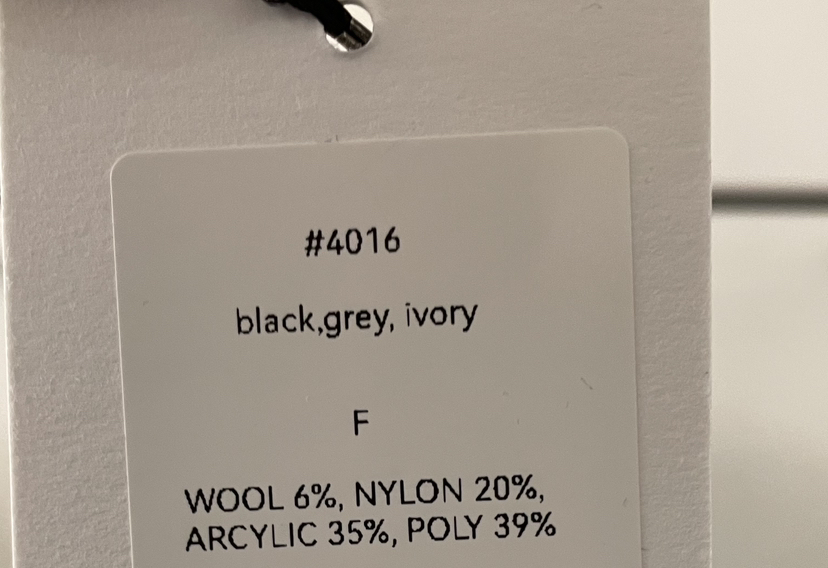 #4016
black,grey, ivory
F
WOOL 6%, NYLON 20%,
ARCYLIC 35%, POLY 39%